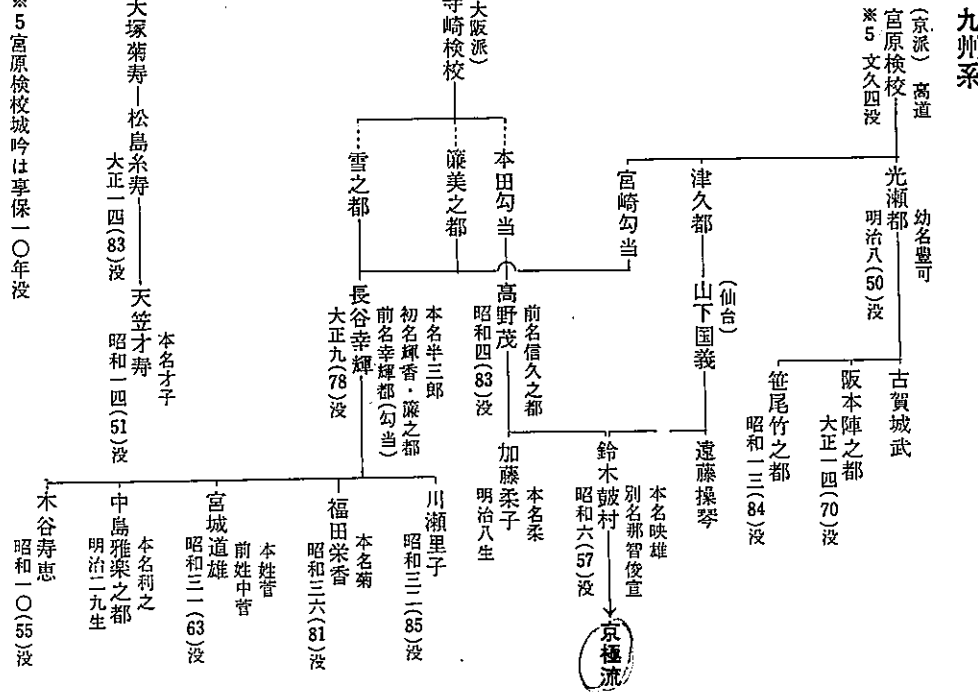 九州系
(京派) 高道
宮原検校
※5 文久四没
光瀬都
幼名豊可
明治八(50)没
津久都
宮崎勾当
古賀城武
阪本陣之都
大正一四(70)没
笹尾竹之都
昭和一三(84)没
(仙台)
山下国義
遠藤操琴
大阪派)
寺崎検校
本田勾当
簾美之都
雪之都
前名信久之都
高野茂
昭和四(83)没
本名映雄
別名那智俊宣
鈴木鼓村
昭和六(57)没
京極流
本名柔
加藤柔子
明治八生
本名半三郎
初名輝香・簾之都
前名幸輝都(勾当)
長谷幸輝
大正九(78)没
川瀬里子
昭和三二(85)没
本名菊
福田栄香
昭和三六(81)没
本姓菅
前姓中菅
宮城道雄
昭和三一(63)没
本名利之
中島雅楽之都
明治二九生
木谷寿恵
昭和一〇(55)没
大塚菊寿
松島糸寿
大正一四(83)没
天笠才寿
本名才子
昭和一四(51)没
※5宮原検校城吟は享保一〇年没